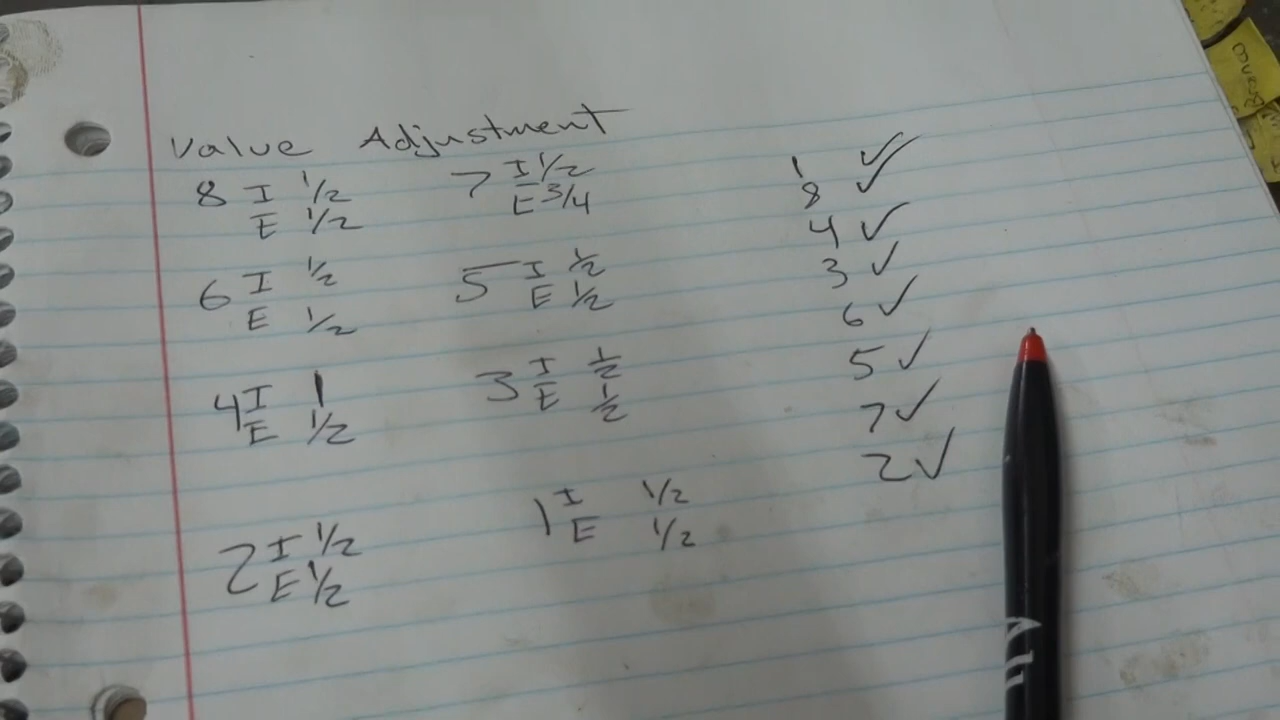 Value Adjustment
8 I 1/2
E 1/2
7 I 1/2
E 3/4
6 I 1/2
E 1/2
5 I 1/2
E 1/2
4 I 1
E 1/2
3 I 1/2
E 1/2
2 I 1/2
E 1/2
1 I 1/2
E 1/2
1 ✓
8 ✓
4 ✓
3 ✓
6 ✓
5 ✓
7 ✓
2 ✓